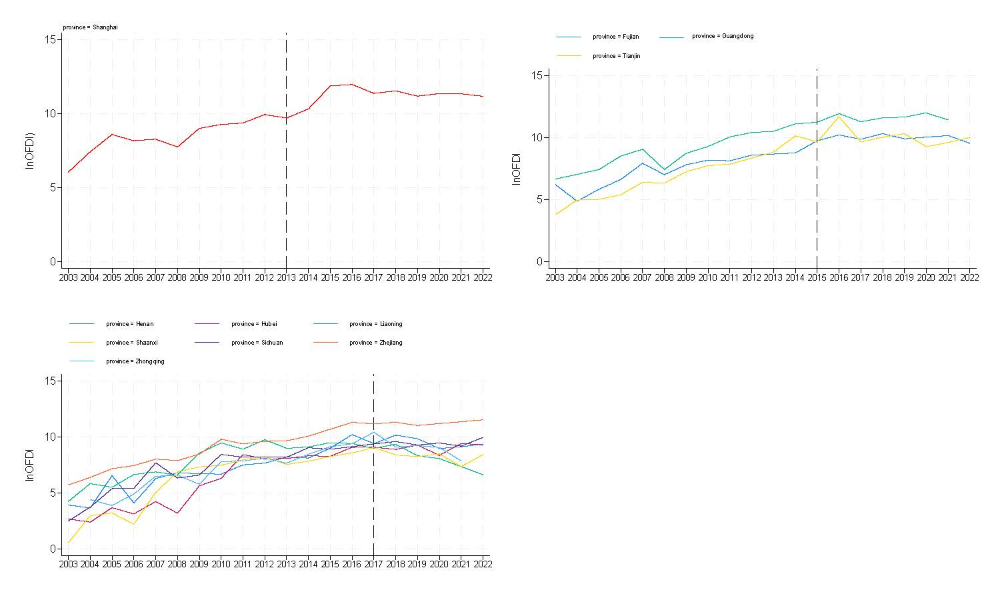 province = Shanghai
15
10
5
0
lnOFDI)
2003 2004 2005 2006 2007 2008 2009 2010 2011 2012 2013 2014 2015 2016 2017 2018 2019 2020 2021 2022
province = Fujian province = Guangdong
province = Tianjin
15
10
5
0
lnOFDI
2003 2004 2005 2006 2007 2008 2009 2010 2011 2012 2013 2014 2015 2016 2017 2018 2019 2020 2021 2022
province = Henan province = Hubei province = Liaoning
province = Shaanxi province = Sichuan province = Zhejiang
province = Zhongqing
15
10
5
0
lnOFDI
2003 2004 2005 2006 2007 2008 2009 2010 2011 2012 2013 2014 2015 2016 2017 2018 2019 2020 2021 2022